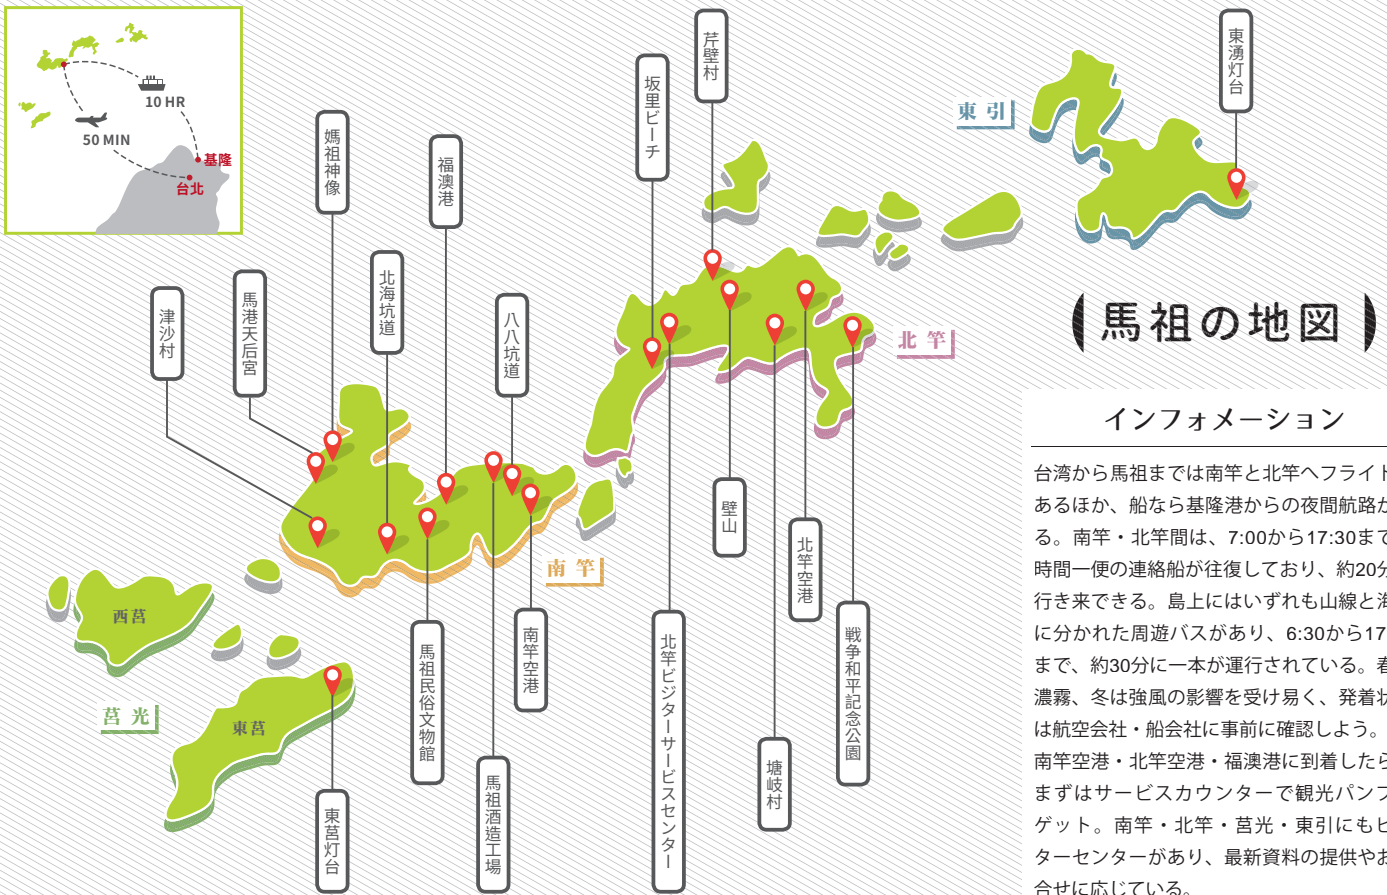 10 HR
50 MIN
基隆
台北
媽祖神像
福澳港
坂里ビーチ
芹壁村
東湧灯台
東引
津沙村
馬港天后宮
北海坑道
八八坑道
北竿
馬祖の地図
南竿
壁山
北竿空港
西莒
東莒
莒光
東莒灯台
馬祖民俗文物館
馬祖酒造工場
南竿空港
北竿ビジターサービスセンター
塘岐村
戦争和平記念公園
インフォメーション
台湾から馬祖までは南竿と北竿へフライト
あるほか、船なら基隆港からの夜間航路か
る。南竿・北竿間は、7:00から17:30まで
時間一便の連絡船が往復しており、約20分
行き来できる。島上にはいずれも山線と海
に分かれた周遊バスがあり、6:30から17
まで、約30分に一本が運行されている。春
濃霧、冬は強風の影響を受け易く、発着状
は航空会社・船会社に事前に確認しよう。
南竿空港・北竿空港・福澳港に到着したら
まずはサービスカウンターで観光パンフ
ゲット。南竿・北竿・莒光・東引にもビ
ターセンターがあり、最新資料の提供やお
合せに応じている。